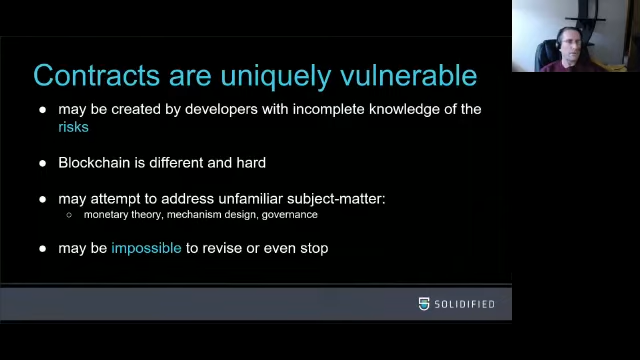 Contracts are uniquely vulnerable
● may be created by developers with incomplete knowledge of the
risks
● Blockchain is different and hard
● may attempt to address unfamiliar subject-matter:
○ monetary theory, mechanism design, governance
● may be impossible to revise or even stop
SOLIDIFIED